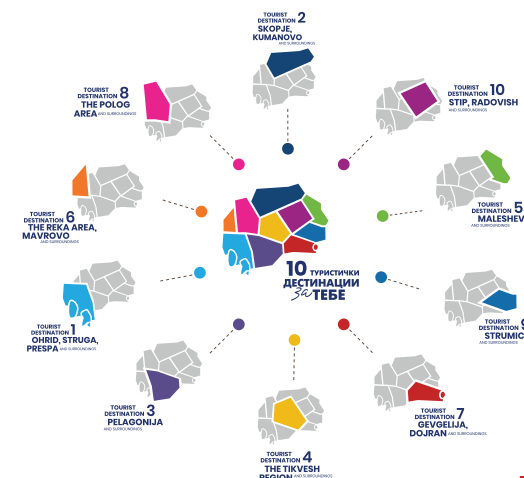 TOURIST
DESTINATION 2
SKOPJE,
KUMANOVO
AND SURROUNDINGS
TOURIST
DESTINATION 8
THE POLOG
AREA AND SURROUNDINGS
TOURIST
DESTINATION 10
STIP, RADOVISH
TOURIST
DESTINATION 6
THE REKA AREA,
MAVROVO
AND SURROUNDINGS
TOURIST
DESTINATION 5
MALESHEV
AND SURROUNDINGS
10 ТУРИСТИЧКИ
ДЕСТИНАЦИИ
за ТЕБЕ
TOURIST
DESTINATION 1
OHRID, STRUGA,
PRESPA AND SURROUNDINGS
TOURIST
DESTINATION 9
STRUMIC
AND SURROUNDINGS
TOURIST
DESTINATION 3
PELAGONIJA
AND SURROUNDINGS
TOURIST
DESTINATION 7
GEVGELIJA,
DOJRAN AND SURROUNDINGS
TOURIST
DESTINATION 4
THE TIKVESH
REGION AND SURROUNDINGS